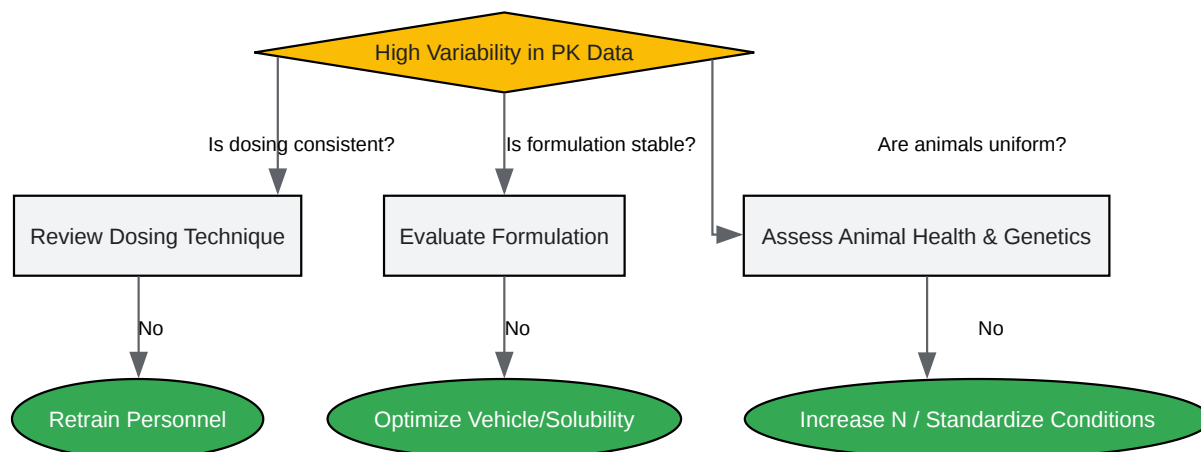 High Variability in PK Data
Is dosing consistent?
Is formulation stable?
Are animals uniform?
Review Dosing Technique
Evaluate Formulation
Assess Animal Health & Genetics
No
No
No
Retrain Personnel
Optimize Vehicle/Solubility
Increase N / Standardize Conditions